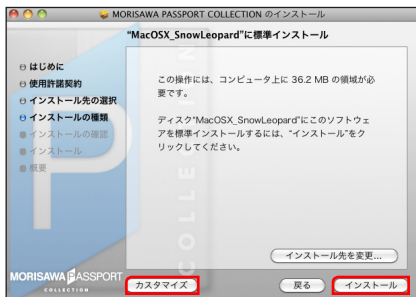 MORISAWA PASSPORT COLLECTION のインストール
“MacOSX_SnowLeopard”に標準インストール
はじめに
使用許諾契約
インストール先の選択
インストールの種類
インストールの確認
インストール
概要
この操作には、コンピュータ上に 36.2 MB の領域が必
要です。
ディスク“MacOSX_SnowLeopard”にこのソフトウェ
アを標準インストールするには、“インストール”をク
リックしてください。
インストール先を変更...
MORISAWA PASSPORT
COLLECTION
カスタマイズ
戻る
インストール